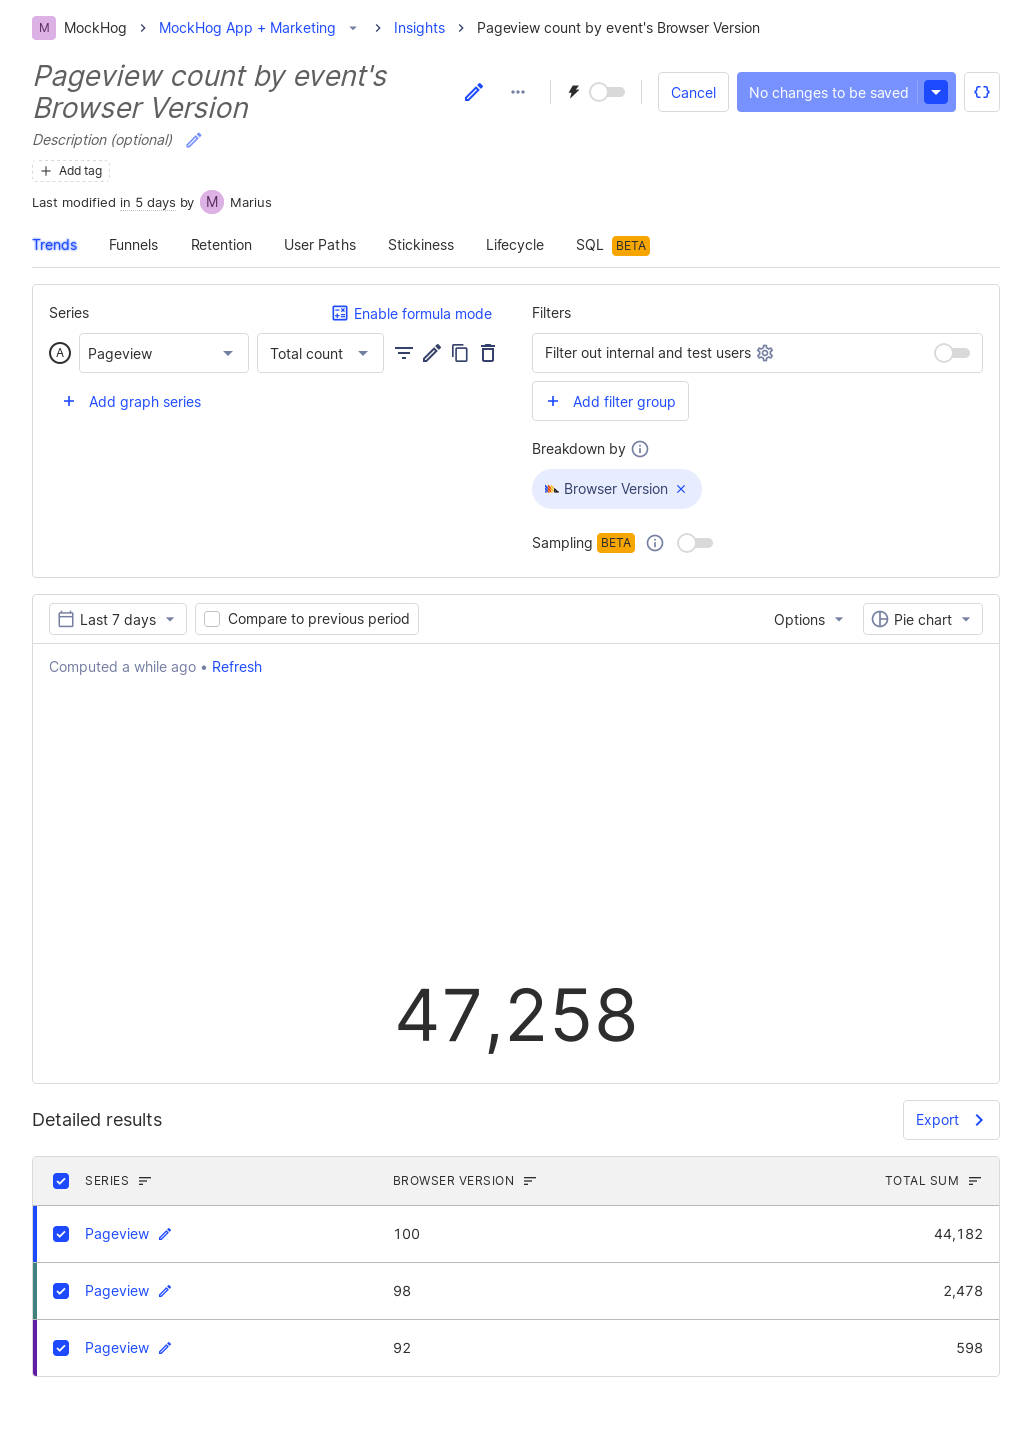 M MockHog MockHog App + Marketing Insights Pageview count by event's Browser Version
Pageview count by event's
Browser Version
Cancel No changes to be saved
Description (optional)
Add tag
Last modified in 5 days by M Marius
Trends Funnels Retention User Paths Stickiness Lifecycle SQL BETA
Series Enable formula mode
A Pageview Total count
Add graph series
Filters
Filter out internal and test users
Add filter group
Breakdown by
Browser Version
Sampling BETA
Last 7 days Compare to previous period Options Pie chart
Computed a while ago • Refresh
47,258
Detailed results Export
SERIES BROWSER VERSION TOTAL SUM
Pageview 100 44,182
Pageview 98 2,478
Pageview 92 598